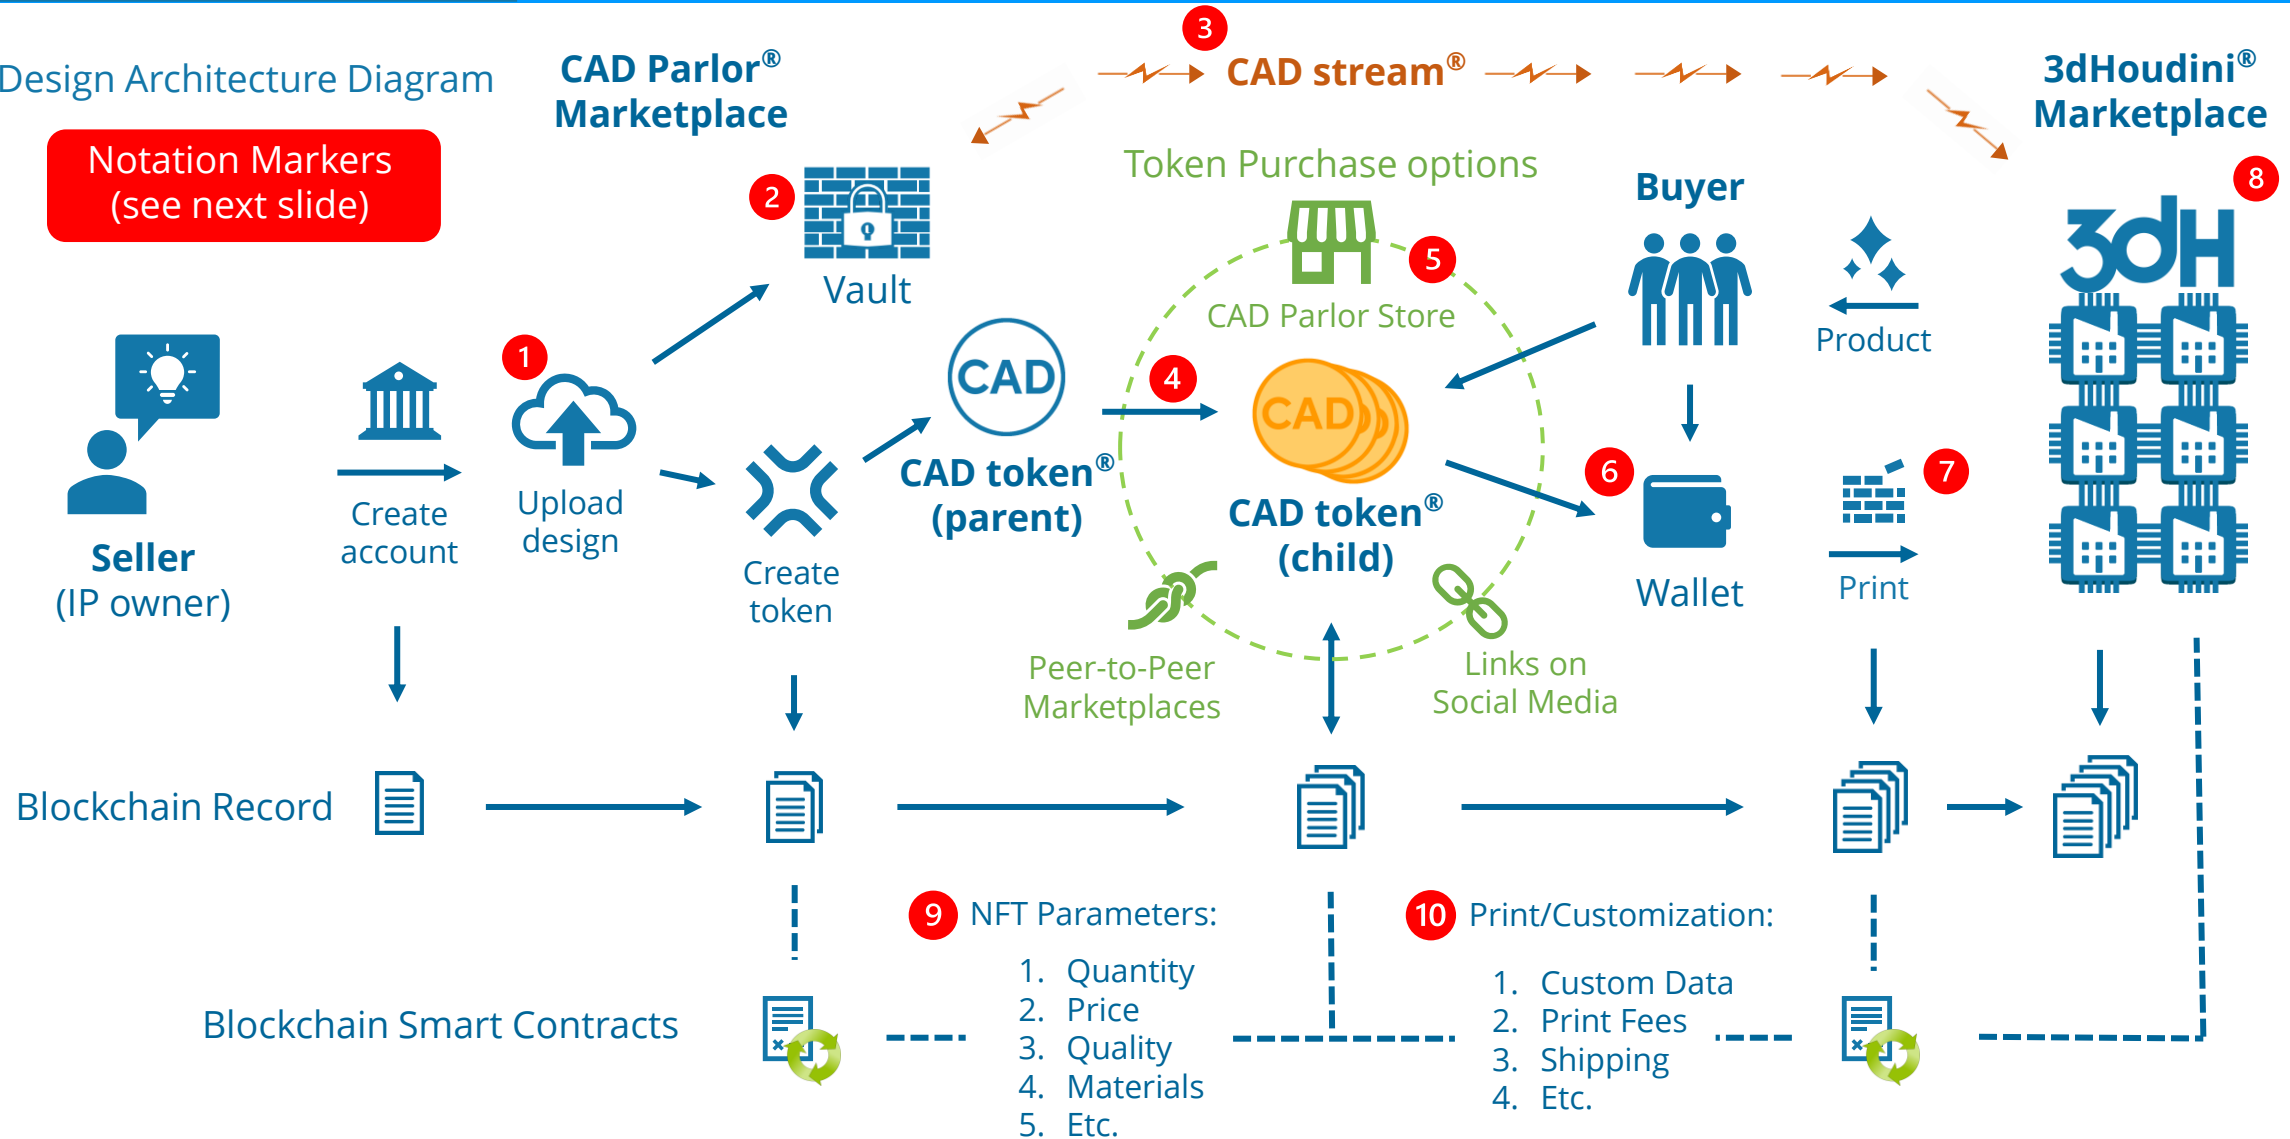 Design Architecture Diagram
Notation Markers
(see next slide)
CAD Parlor®
Marketplace
3
CAD stream®
3dHoudini®
Marketplace
2
Vault
Token Purchase options
5
CAD Parlor Store
Buyer
Product
8
3dH
Seller
(IP owner)
Create
account
1
Upload
design
Create
token
CAD
CAD token®
(parent)
4
CAD
CAD token®
(child)
Peer-to-Peer
Marketplaces
Links on
Social Media
6
Wallet
7
Print
Blockchain Record
Blockchain Smart Contracts
9 NFT Parameters:
1. Quantity
2. Price
3. Quality
4. Materials
5. Etc.
10 Print/Customization:
1. Custom Data
2. Print Fees
3. Shipping
4. Etc.